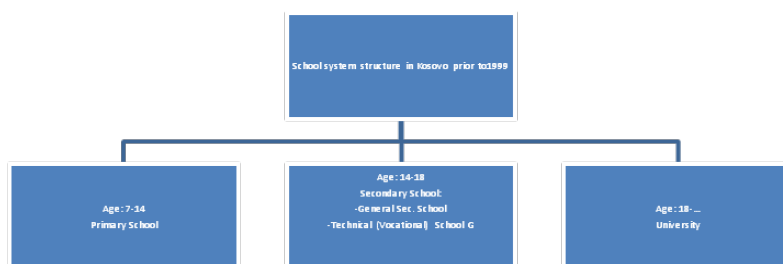 School system structure in Kosovo prior to1999
Age: 7-14
Primary School
Age: 14-18
Secondary School:
-General Sec. School
-Technical (Vocational) School G
Age: 18-...
University